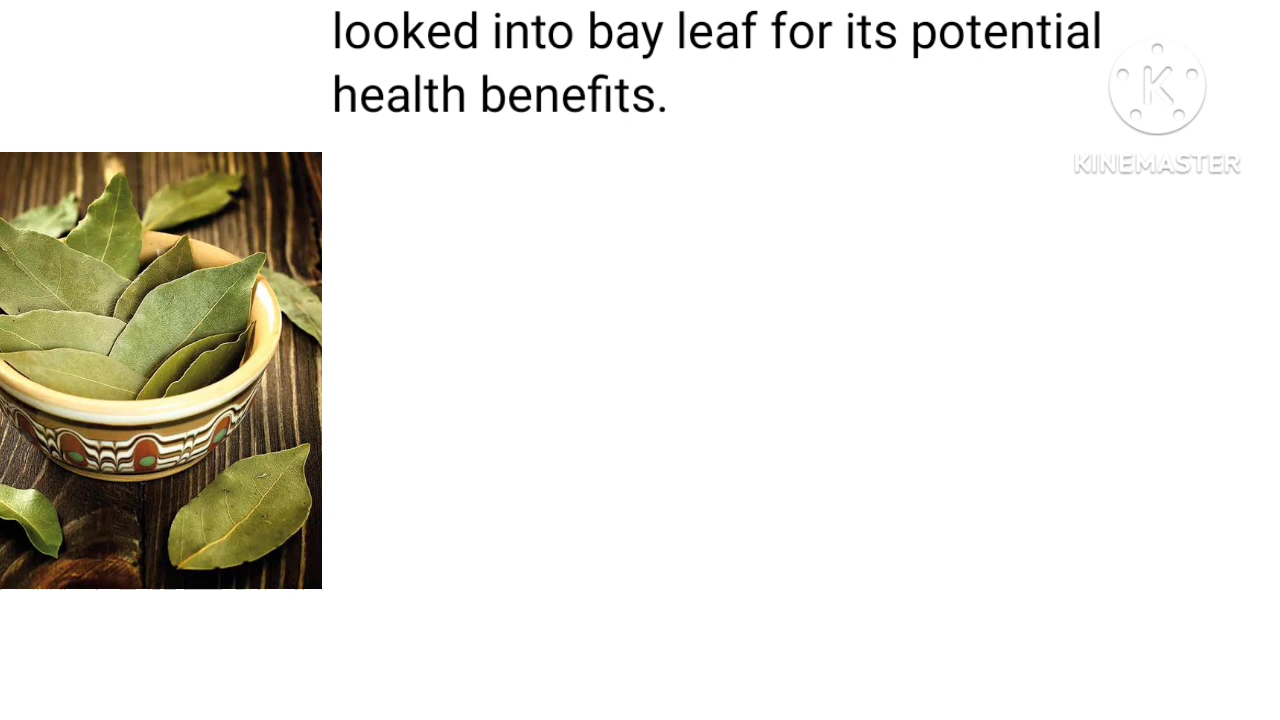 looked into bay leaf for its potential
health benefits.
K
KINEMASTER